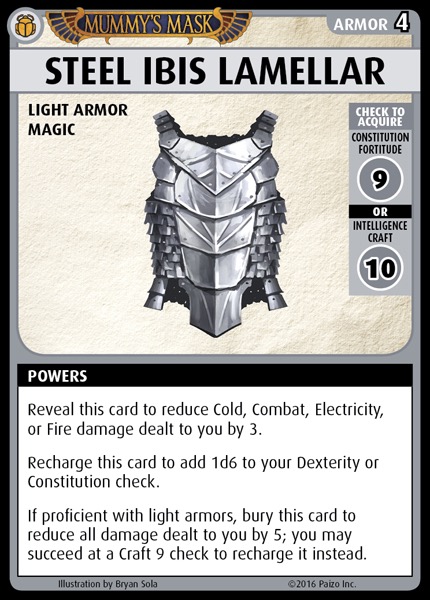 MUMMY'S MASK
ARMOR 4
STEEL IBIS LAMELLAR
LIGHT ARMOR
MAGIC
CHECK TO
ACQUIRE
CONSTITUTION
FORTITUDE
9
OR
INTELLIGENCE
CRAFT
10
POWERS
Reveal this card to reduce Cold, Combat, Electricity,
or Fire damage dealt to you by 3.
Recharge this card to add 1d6 to your Dexterity or
Constitution check.
If proficient with light armors, bury this card to
reduce all damage dealt to you by 5; you may
succeed at a Craft 9 check to recharge it instead.
Illustration by Bryan Sola
©2016 Paizo Inc.